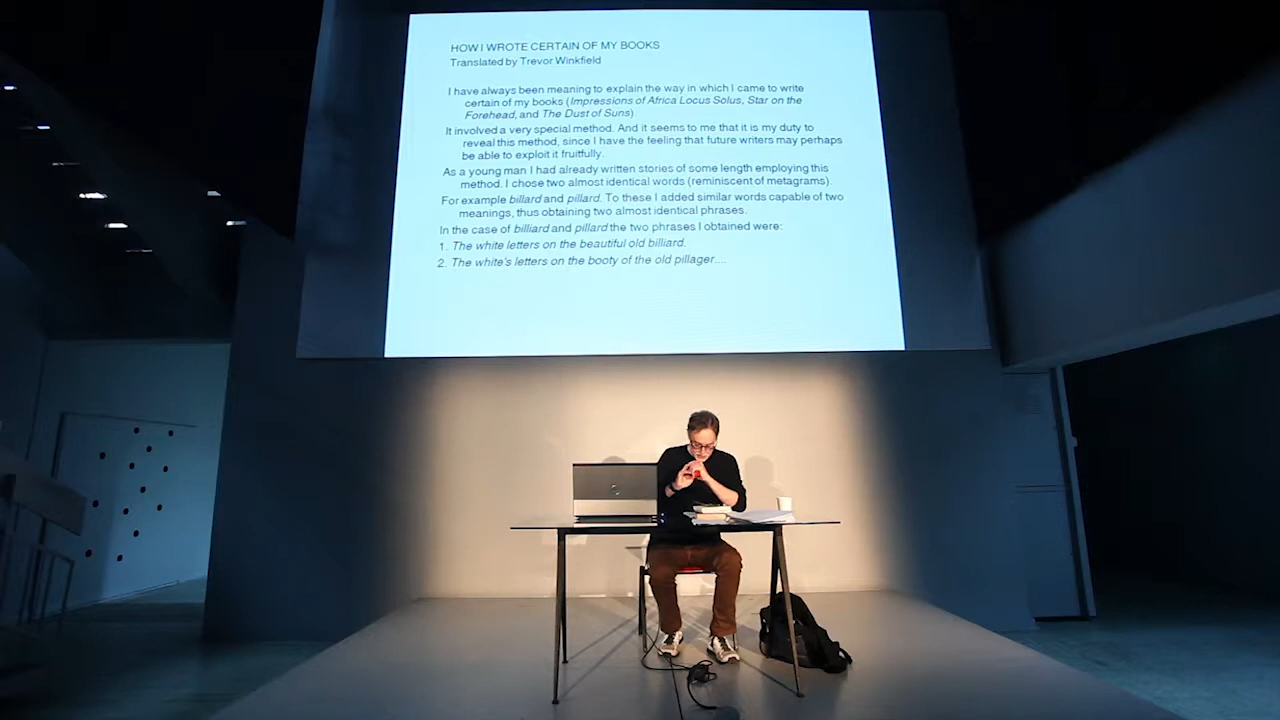 HOW I WROTE CERTAIN OF MY BOOKS
Translated by Trevor Winkfield
I have always been meaning to explain the way in which I came to write
certain of my books (Impressions of Africa Locus Solus, Star on the
Forehead, and The Dust of Suns)
It involved a very special method. And it seems to me that it is my duty to
reveal this method, since I have the feeling that future writers may perhaps
be able to exploit it fruitfully.
As a young man I had already written stories of some length employing this
method. I chose two almost identical words (reminiscent of metagrams).
For example billard and pillard. To these I added similar words capable of two
meanings, thus obtaining two almost identical phrases.
In the case of billiard and pillard the two phrases I obtained were:
1. The white letters on the beautiful old billiard.
2. The white's letters on the booty of the old pillager....